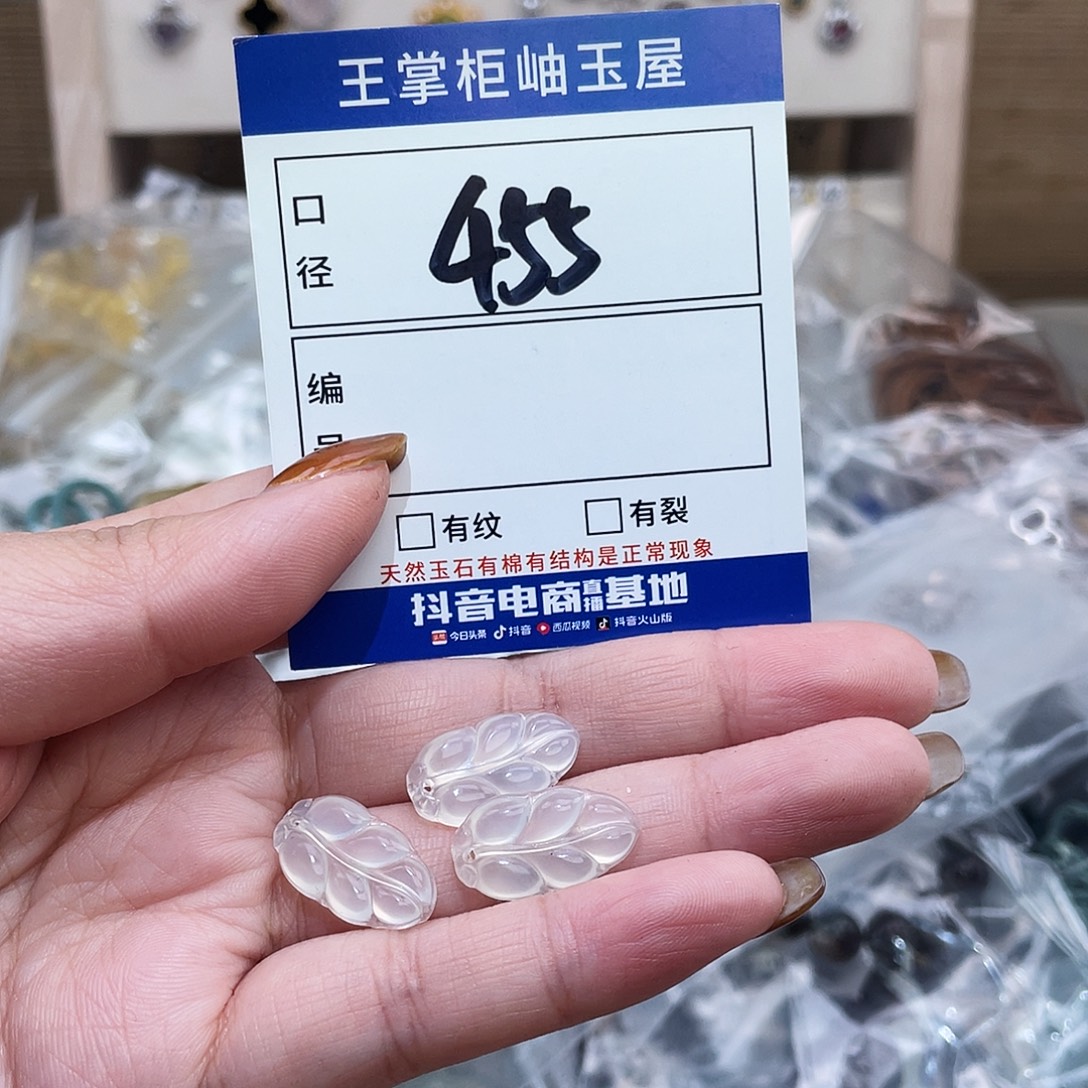 王掌柜岫玉屋
口径
455
编
有纹 有裂
天然玉石有棉有结构是正常现象
抖音电商直播基地
头条 今日头条 抖音 西瓜视频 抖音火山版